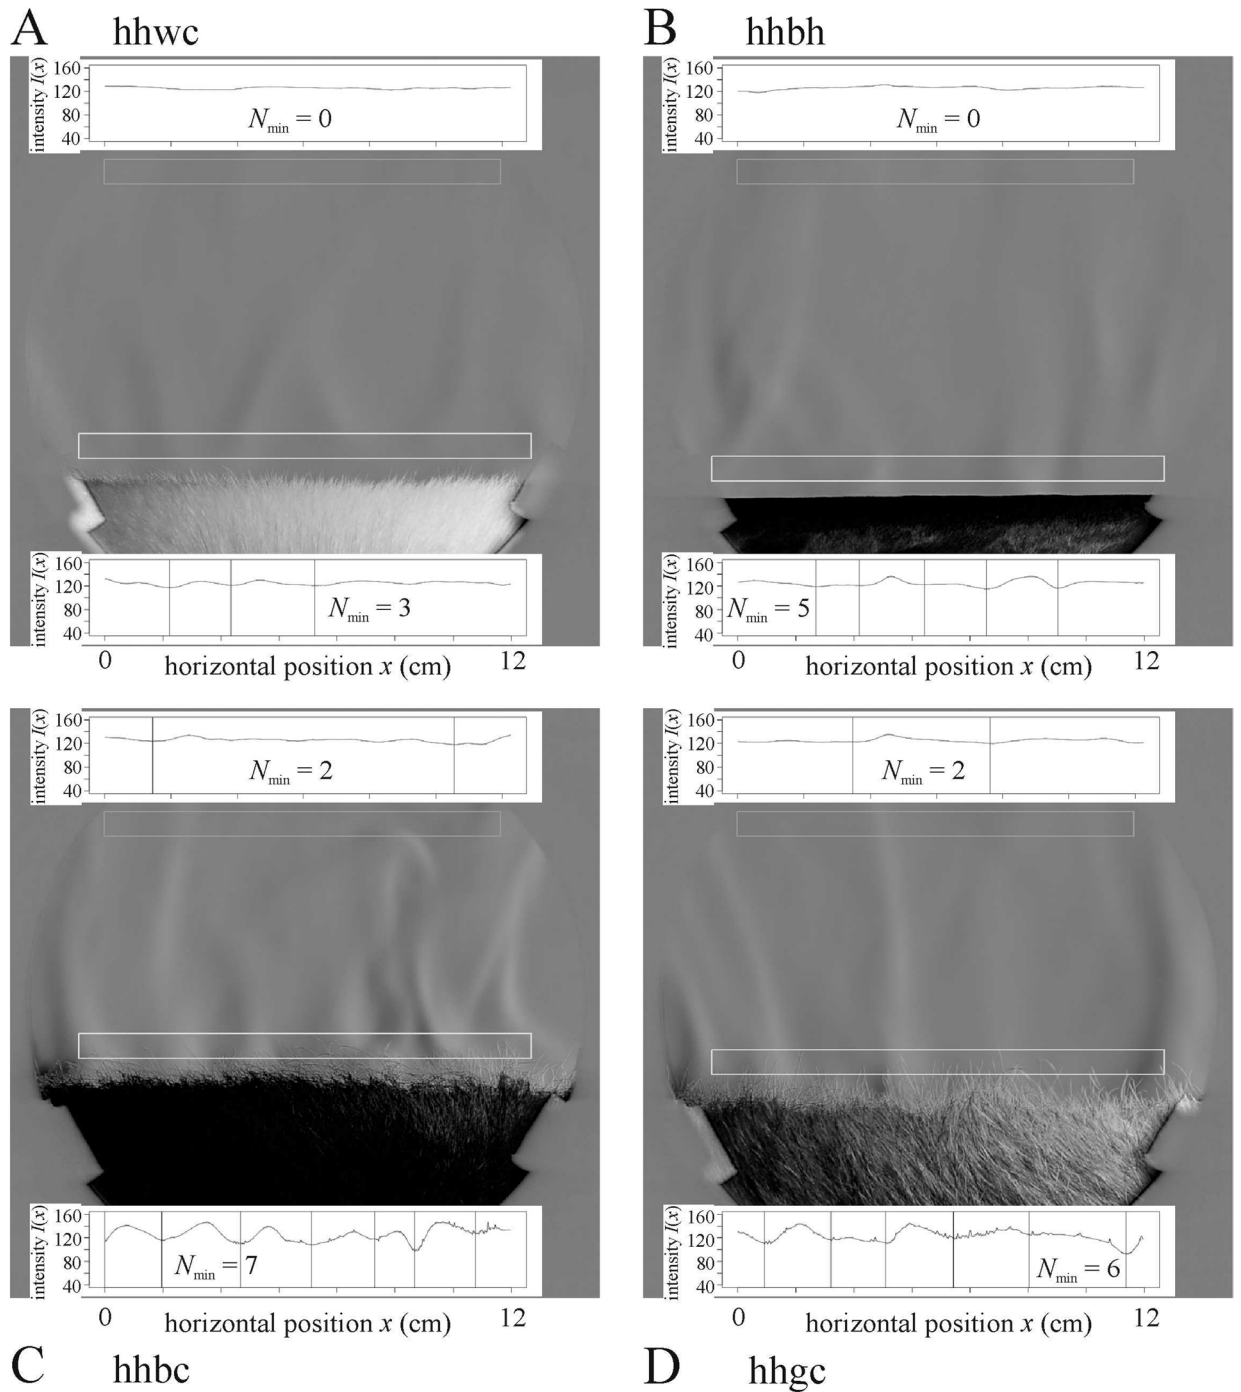 A hhwc
B hhbh
160
120
80
40
intensity I(x)
Nmin = 0
160
120
80
40
intensity I(x)
Nmin = 0
160
120
80
40
intensity I(x)
Nmin = 3
0 horizontal position x (cm) 12
160
120
80
40
intensity I(x)
Nmin = 5
0 horizontal position x (cm) 12
160
120
80
40
intensity I(x)
Nmin = 2
160
120
80
40
intensity I(x)
Nmin = 2
160
120
80
40
intensity I(x)
Nmin = 7
0 horizontal position x (cm) 12
160
120
80
40
intensity I(x)
Nmin = 6
0 horizontal position x (cm) 12
C hhbc
D hhgc